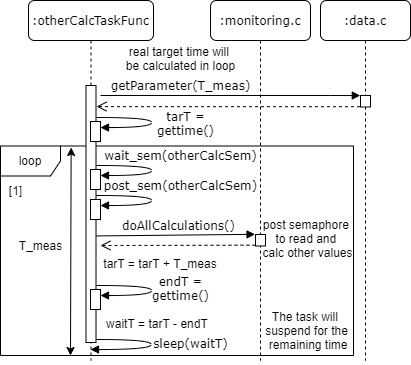 :otherCalcTaskFunc
:monitoring.c
:data.c
real target time will
be calculated in loop
getParameter(T_meas)
tarT =
gettime()
loop
wait_sem(otherCalcSem)
[1]
post_sem(otherCalcSem)
doAllCalculations()
post semaphore
to read and
calc other values
T_meas
tarT = tarT + T_meas
endT =
gettime()
waitT = tarT - endT
The task will
suspend for the
remaining time
sleep(waitT)